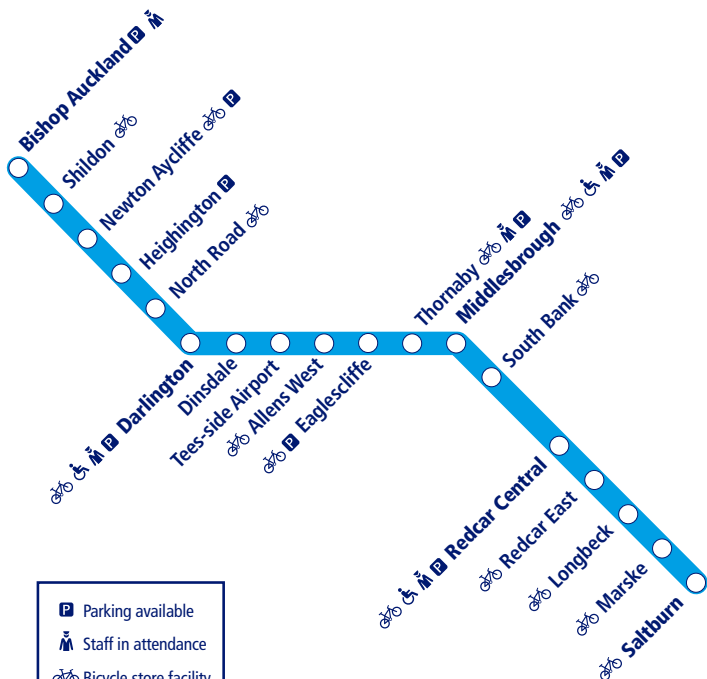 Bishop Auckland P
Shildon
Newton Aycliffe P
Heighington P
North Road
P Darlington
Dinsdale
Tees-side Airport
Allens West
P Eaglescliffe
Thornaby P
Middlesbrough P
South Bank
P Redcar Central
Redcar East
Longbeck
Marske
Saltburn
P Parking available
Staff in attendance
Bicycle store facility